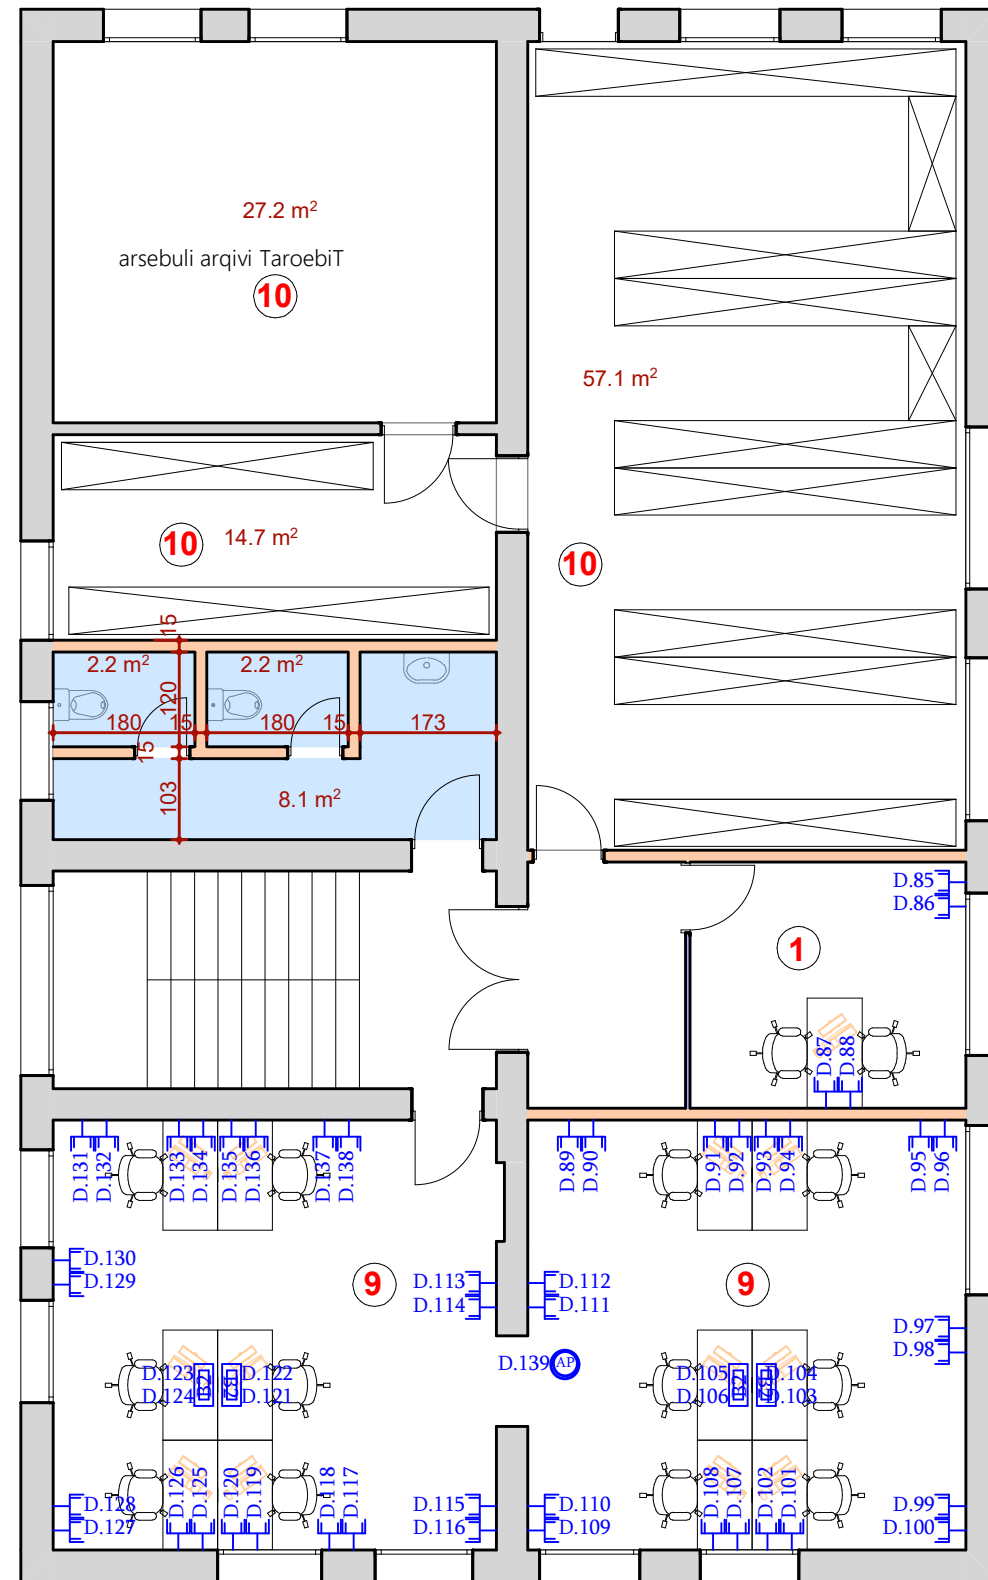 27.2 m²
arsebuli arqivi TaroebiT
10
57.1 m²
10
14.7 m²
10
15
2.2 m²
2.2 m²
120
180
15
180
15
173
15
103
8.1 m²
D.85
D.86
1
D.87
D.88
D.131
D.132
D.133
D.134
D.135
D.136
D.137
D.138
D.89
D.90
D.91
D.92
D.93
D.94
D.95
D.96
D.130
D.129
9
D.113
D.114
D.112
D.111
9
D.97
D.98
D.139
AP
D.123
D.124
D.122
D.121
D.105
D.106
D.104
D.103
D.128
D.127
D.126
D.125
D.120
D.119
D.118
D.117
D.115
D.116
D.110
D.109
D.108
D.107
D.102
D.101
D.99
D.100